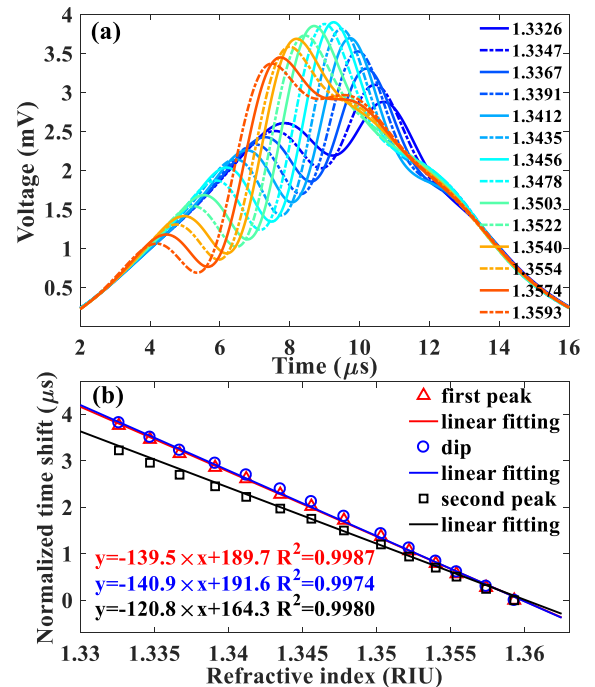 (a)
Voltage (mV)
4
3.5
3
2.5
2
1.5
1
0.5
2 4 6 8 10 12 14 16
Time (μs)
1.3326
1.3347
1.3367
1.3391
1.3412
1.3435
1.3456
1.3478
1.3503
1.3522
1.3540
1.3554
1.3574
1.3593
(b)
Normalized time shift (μs)
4
3
2
1
0
first peak
linear fitting
dip
linear fitting
second peak
linear fitting
y=-139.5×x+189.7 R²=0.9987
y=-140.9×x+191.6 R²=0.9974
y=-120.8×x+164.3 R²=0.9980
1.33 1.335 1.34 1.345 1.35 1.355 1.36
Refractive index (RIU)